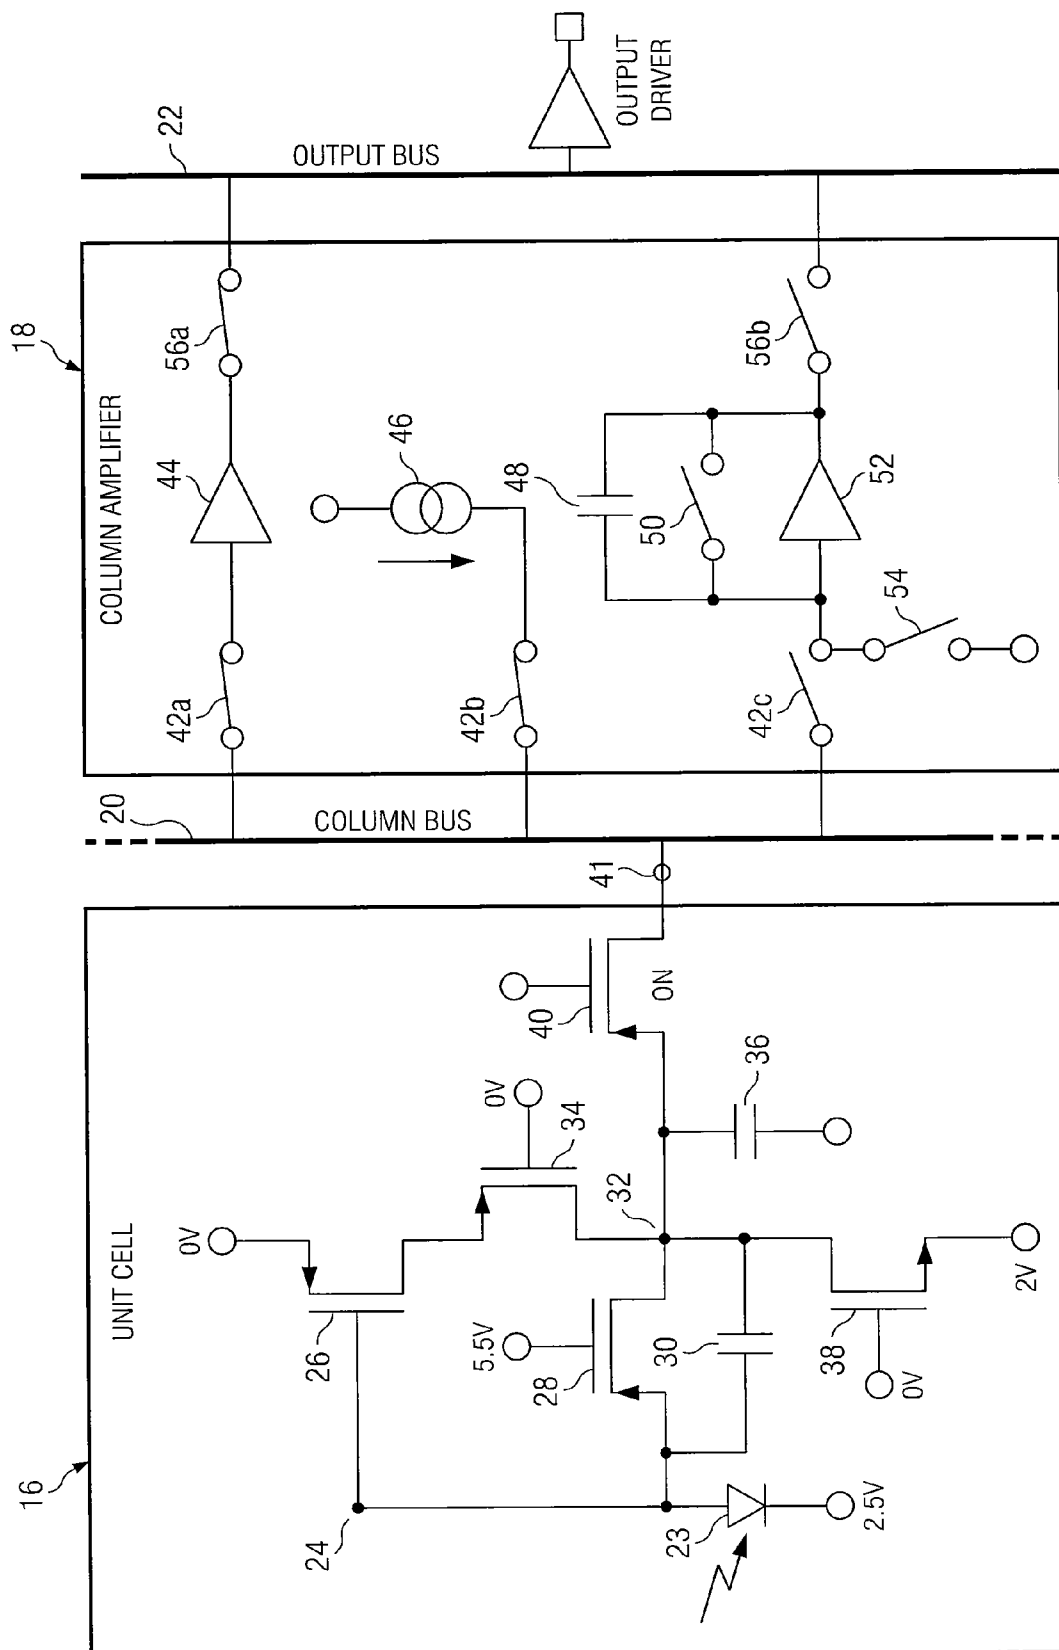 16
UNIT CELL
24
26
0V
23
2.5V
28
5.5V
30
32
34
0V
38
0V
2V
36
40
ON
41
20
COLUMN BUS
18
COLUMN AMPLIFIER
42a
44
56a
42b
46
42c
48
50
52
54
56b
22
OUTPUT BUS
OUTPUT
DRIVER